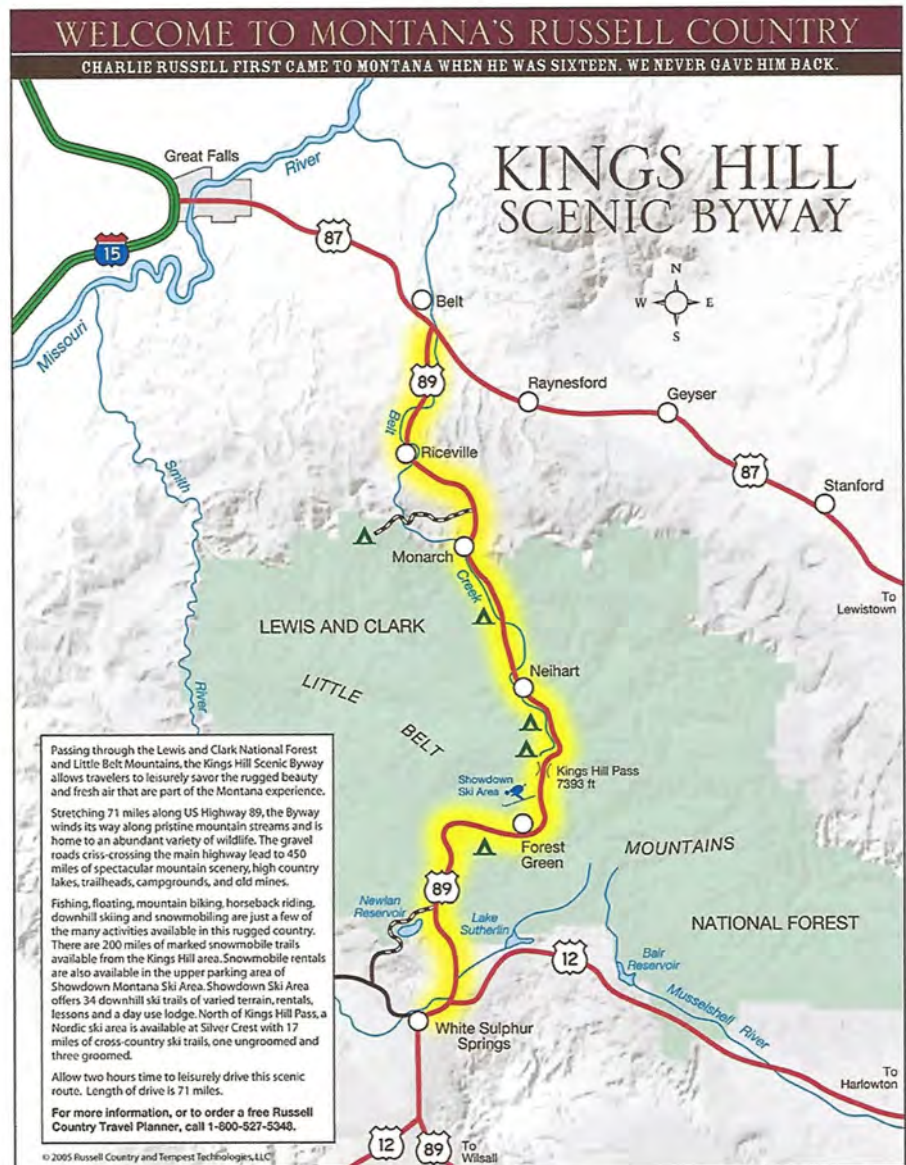 WELCOME TO MONTANA'S RUSSELL COUNTRY
CHARLIE RUSSELL FIRST CAME TO MONTANA WHEN HE WAS SIXTEEN. WE NEVER GAVE HIM BACK.
KINGS HILL
SCENIC BYWAY
N
W
E
S
Great Falls
River
15
87
Missouri
Belt
89
Raynesford
Geyser
Belt
Riceville
87
Stanford
Smith
Monarch
Creek
To
Lewistown
LEWIS AND CLARK
Neihart
LITTLE
River
BELT
Kings Hill Pass
7393 ft
Showdown
Ski Area
Forest
Green
MOUNTAINS
89
Newlan
Reservoir
Lake
Sutherlin
NATIONAL FOREST
12
Bair
Reservoir
Musselshell
River
White Sulphur
Springs
To
Harlowton
12
89
To
Wilsall
Passing through the Lewis and Clark National Forest
and Little Belt Mountains, the Kings Hill Scenic Byway
allows travelers to leisurely savor the rugged beauty
and fresh air that are part of the Montana experience.
Stretching 71 miles along US Highway 89, the Byway
winds its way along pristine mountain streams and is
home to an abundant variety of wildlife. The gravel
roads criss-crossing the main highway lead to 450
miles of spectacular mountain scenery, high country
lakes, trailheads, campgrounds, and old mines.
Fishing, floating, mountain biking, horseback riding,
downhill skiing and snowmobiling are just a few of
the many activities available in this rugged country.
There are 200 miles of marked snowmobile trails
available from the Kings Hill area. Snowmobile rentals
are also available in the upper parking area of
Showdown Montana Ski Area. Showdown Ski Area
offers 34 downhill ski trails of varied terrain, rentals,
lessons and a day use lodge. North of Kings Hill Pass, a
Nordic ski area is available at Silver Crest with 17
miles of cross-country ski trails, one ungroomed and
three groomed.
Allow two hours time to leisurely drive this scenic
route. Length of drive is 71 miles.
For more information, or to order a free Russell
Country Travel Planner, call 1-800-527-5348.
© 2005 Russell Country and Tempest Technologies, LLC